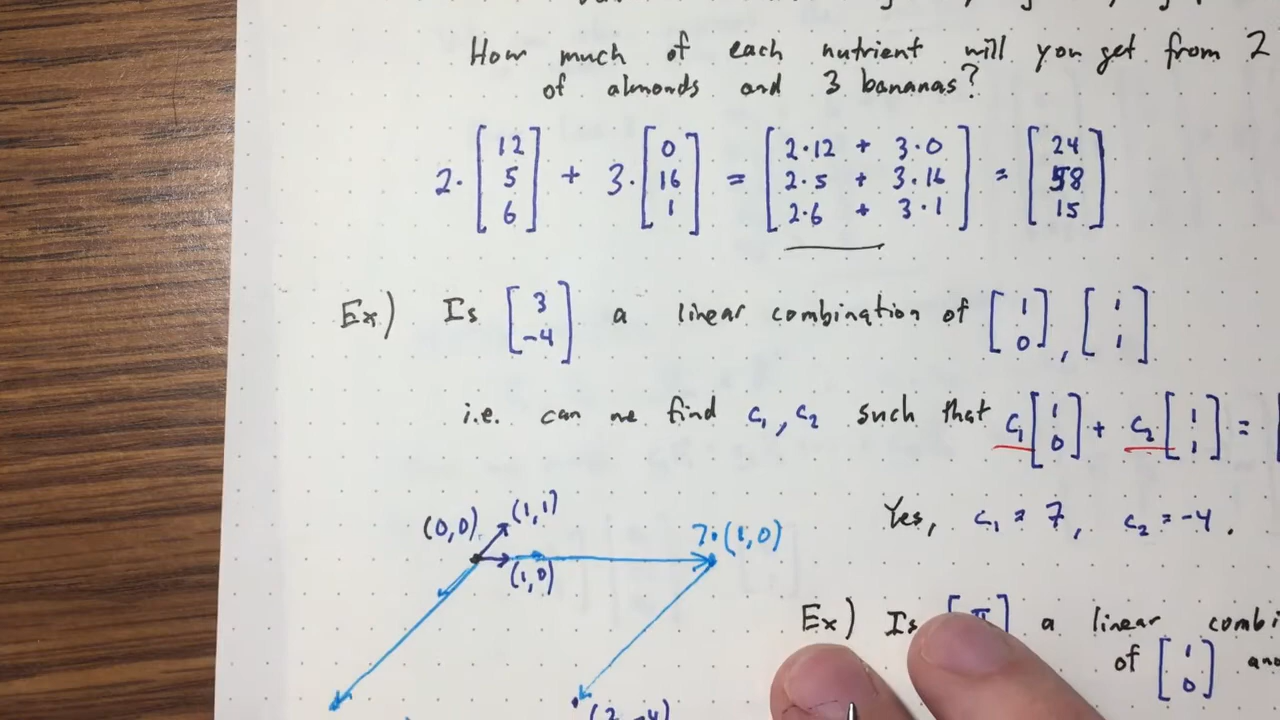 How much of each nutrient will you get from 2
of almonds and 3 bananas?
2· [12 5 6] + 3· [0 16 1] = [2·12 + 3·0 2·5 + 3·16 2·6 + 3·1] = [24 58 15]
Ex) Is [3 -4] a linear combination of [1 0], [1 1]
i.e. can we find c₁, c₂ such that c₁[1 0] + c₂[1 1] = [
Yes, c₁ = 7, c₂ = -4.
(0,0) (1,1)
7·(1,0)
(1,0)
Ex) Is [π] a linear combi
of [1 0] and